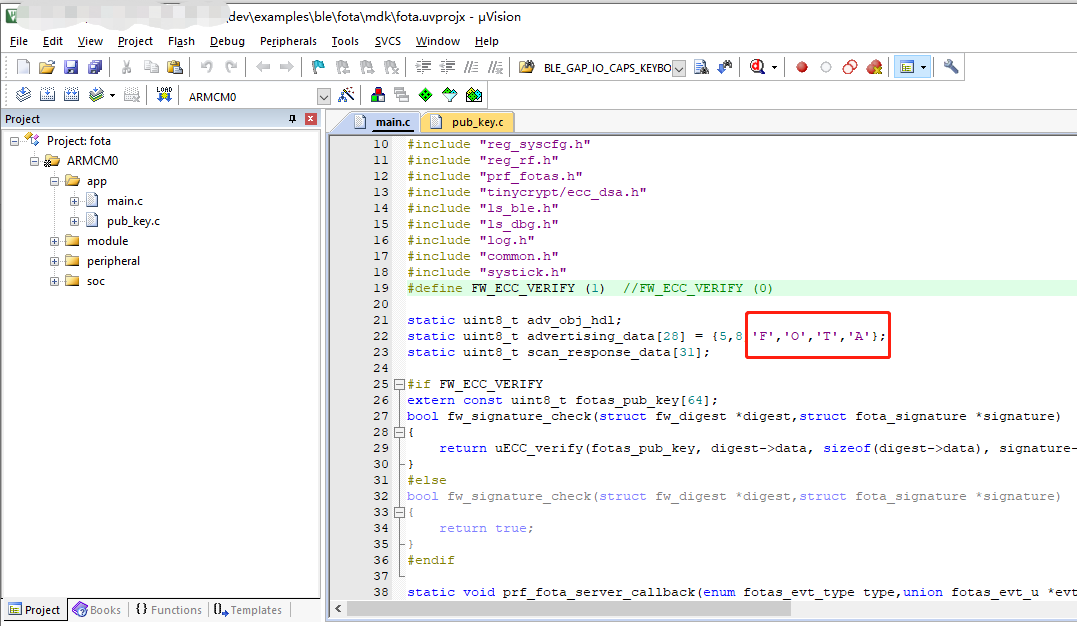 dev\examples\ble\fota\mdk\fota.uvprojx - µVision
File Edit View Project Flash Debug Peripherals Tools SVCS Window Help
BLE_GAP_IO_CAPS_KEYBO
LOAD ARMCM0
Project
main.c pub_key.c
Project: fota
ARMCM0
app
main.c
pub_key.c
module
peripheral
soc
10 #include "reg_syscfg.h"
11 #include "reg_rf.h"
12 #include "prf_fotas.h"
13 #include "tinycrypt/ecc_dsa.h"
14 #include "ls_ble.h"
15 #include "ls_dbg.h"
16 #include "log.h"
17 #include "common.h"
18 #include "systick.h"
19 #define FW_ECC_VERIFY (1)  //FW_ECC_VERIFY (0)
20
21 static uint8_t adv_obj_hdl;
22 static uint8_t advertising_data[28] = {5,8 'F','O','T','A'};
23 static uint8_t scan_response_data[31];
24
25 #if FW_ECC_VERIFY
26 extern const uint8_t fotas_pub_key[64];
27 bool fw_signature_check(struct fw_digest *digest,struct fota_signature *signature)
28 {
29     return uECC_verify(fotas_pub_key, digest->data, sizeof(digest->data), signature-
30 }
31 #else
32 bool fw_signature_check(struct fw_digest *digest,struct fota_signature *signature)
33 {
34     return true;
35 }
36 #endif
37
38 static void prf_fota_server_callback(enum fotas_evt_type type,union fotas_evt_u *evt
Project Books {} Functions Templates